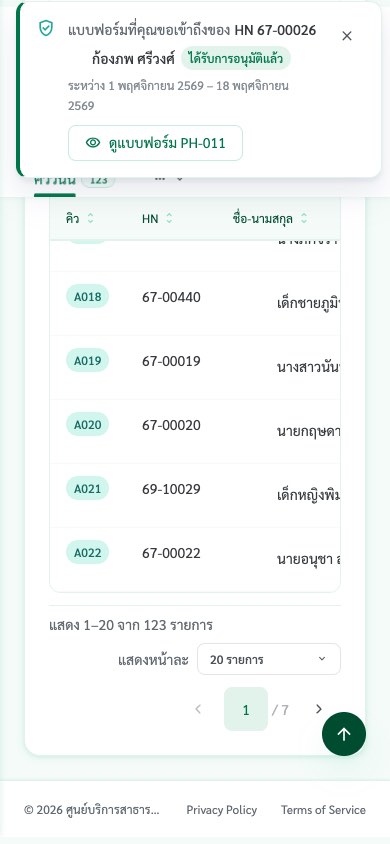 แบบฟอร์มที่คุณขอเข้าถึงของ HN 67-00026
ก้องภพ ศรีวงศ์ ได้รับการอนุมัติแล้ว
ระหว่าง 1 พฤศจิกายน 2569 – 18 พฤศจิกายน
2569
ดูแบบฟอร์ม PH-011
คิววันนี้ 123
คิว HN ชื่อ-นามสกุล
A018 67-00440 เด็กชายภูมิ
A019 67-00019 นางสาวนัน
A020 67-00020 นายกฤษดา
A021 69-10029 เด็กหญิงพิม
A022 67-00022 นายอนุชา
แสดง 1–20 จาก 123 รายการ
แสดงหน้าละ 20 รายการ
1 / 7
© 2026 ศูนย์บริการสาธาร... Privacy Policy Terms of Service